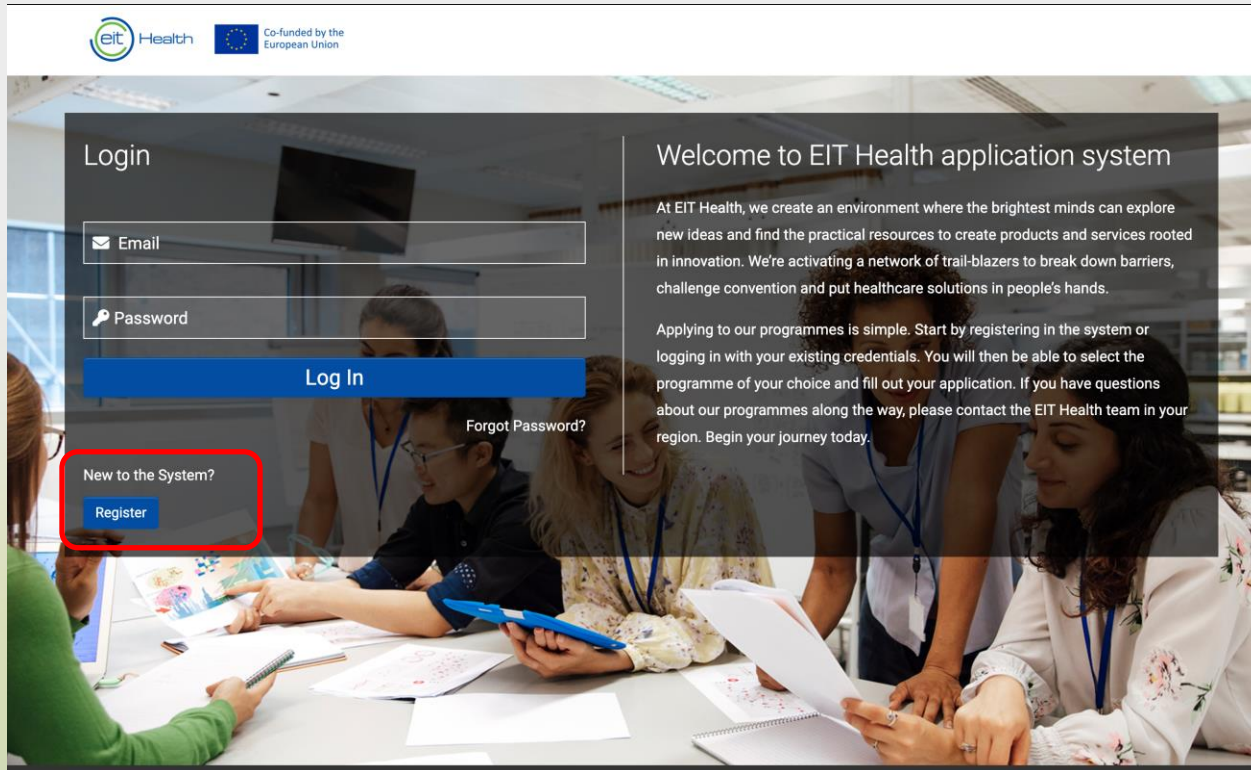 eit Health
Co-funded by the
European Union
Login
Email
Password
Log In
Forgot Password?
New to the System?
Register
Welcome to EIT Health application system
At EIT Health, we create an environment where the brightest minds can explore
new ideas and find the practical resources to create products and services rooted
in innovation. We're activating a network of trail-blazers to break down barriers,
challenge convention and put healthcare solutions in people's hands.
Applying to our programmes is simple. Start by registering in the system or
logging in with your existing credentials. You will then be able to select the
programme of your choice and fill out your application. If you have questions
about our programmes along the way, please contact the EIT Health team in your
region. Begin your journey today.